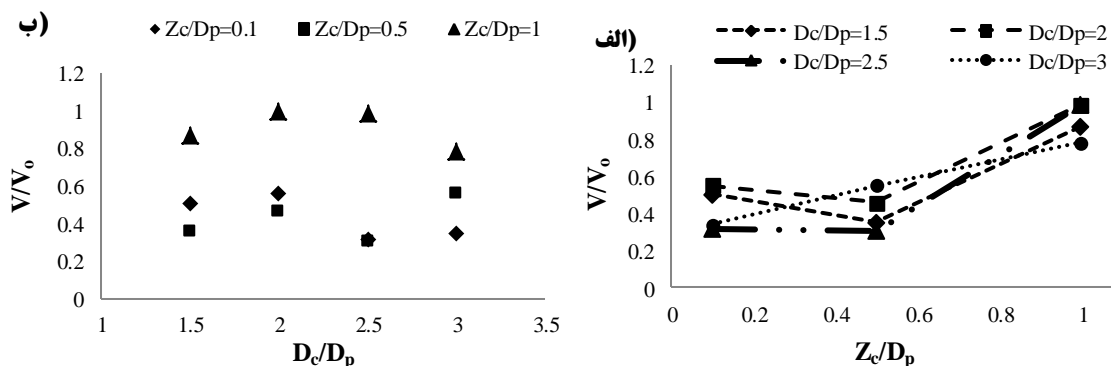 ب)
Zc/Dp=0.1 Zc/Dp=0.5 Zc/Dp=1
1.2
1
0.8
0.6
0.4
0.2
0
V/Vo
1 1.5 2 2.5 3 3.5
Dc/Dp
الف)
Dc/Dp=1.5 Dc/Dp=2
Dc/Dp=2.5 Dc/Dp=3
1.2
1
0.8
0.6
0.4
0.2
0
V/Vo
0 0.2 0.4 0.6 0.8 1
Zc/Dp